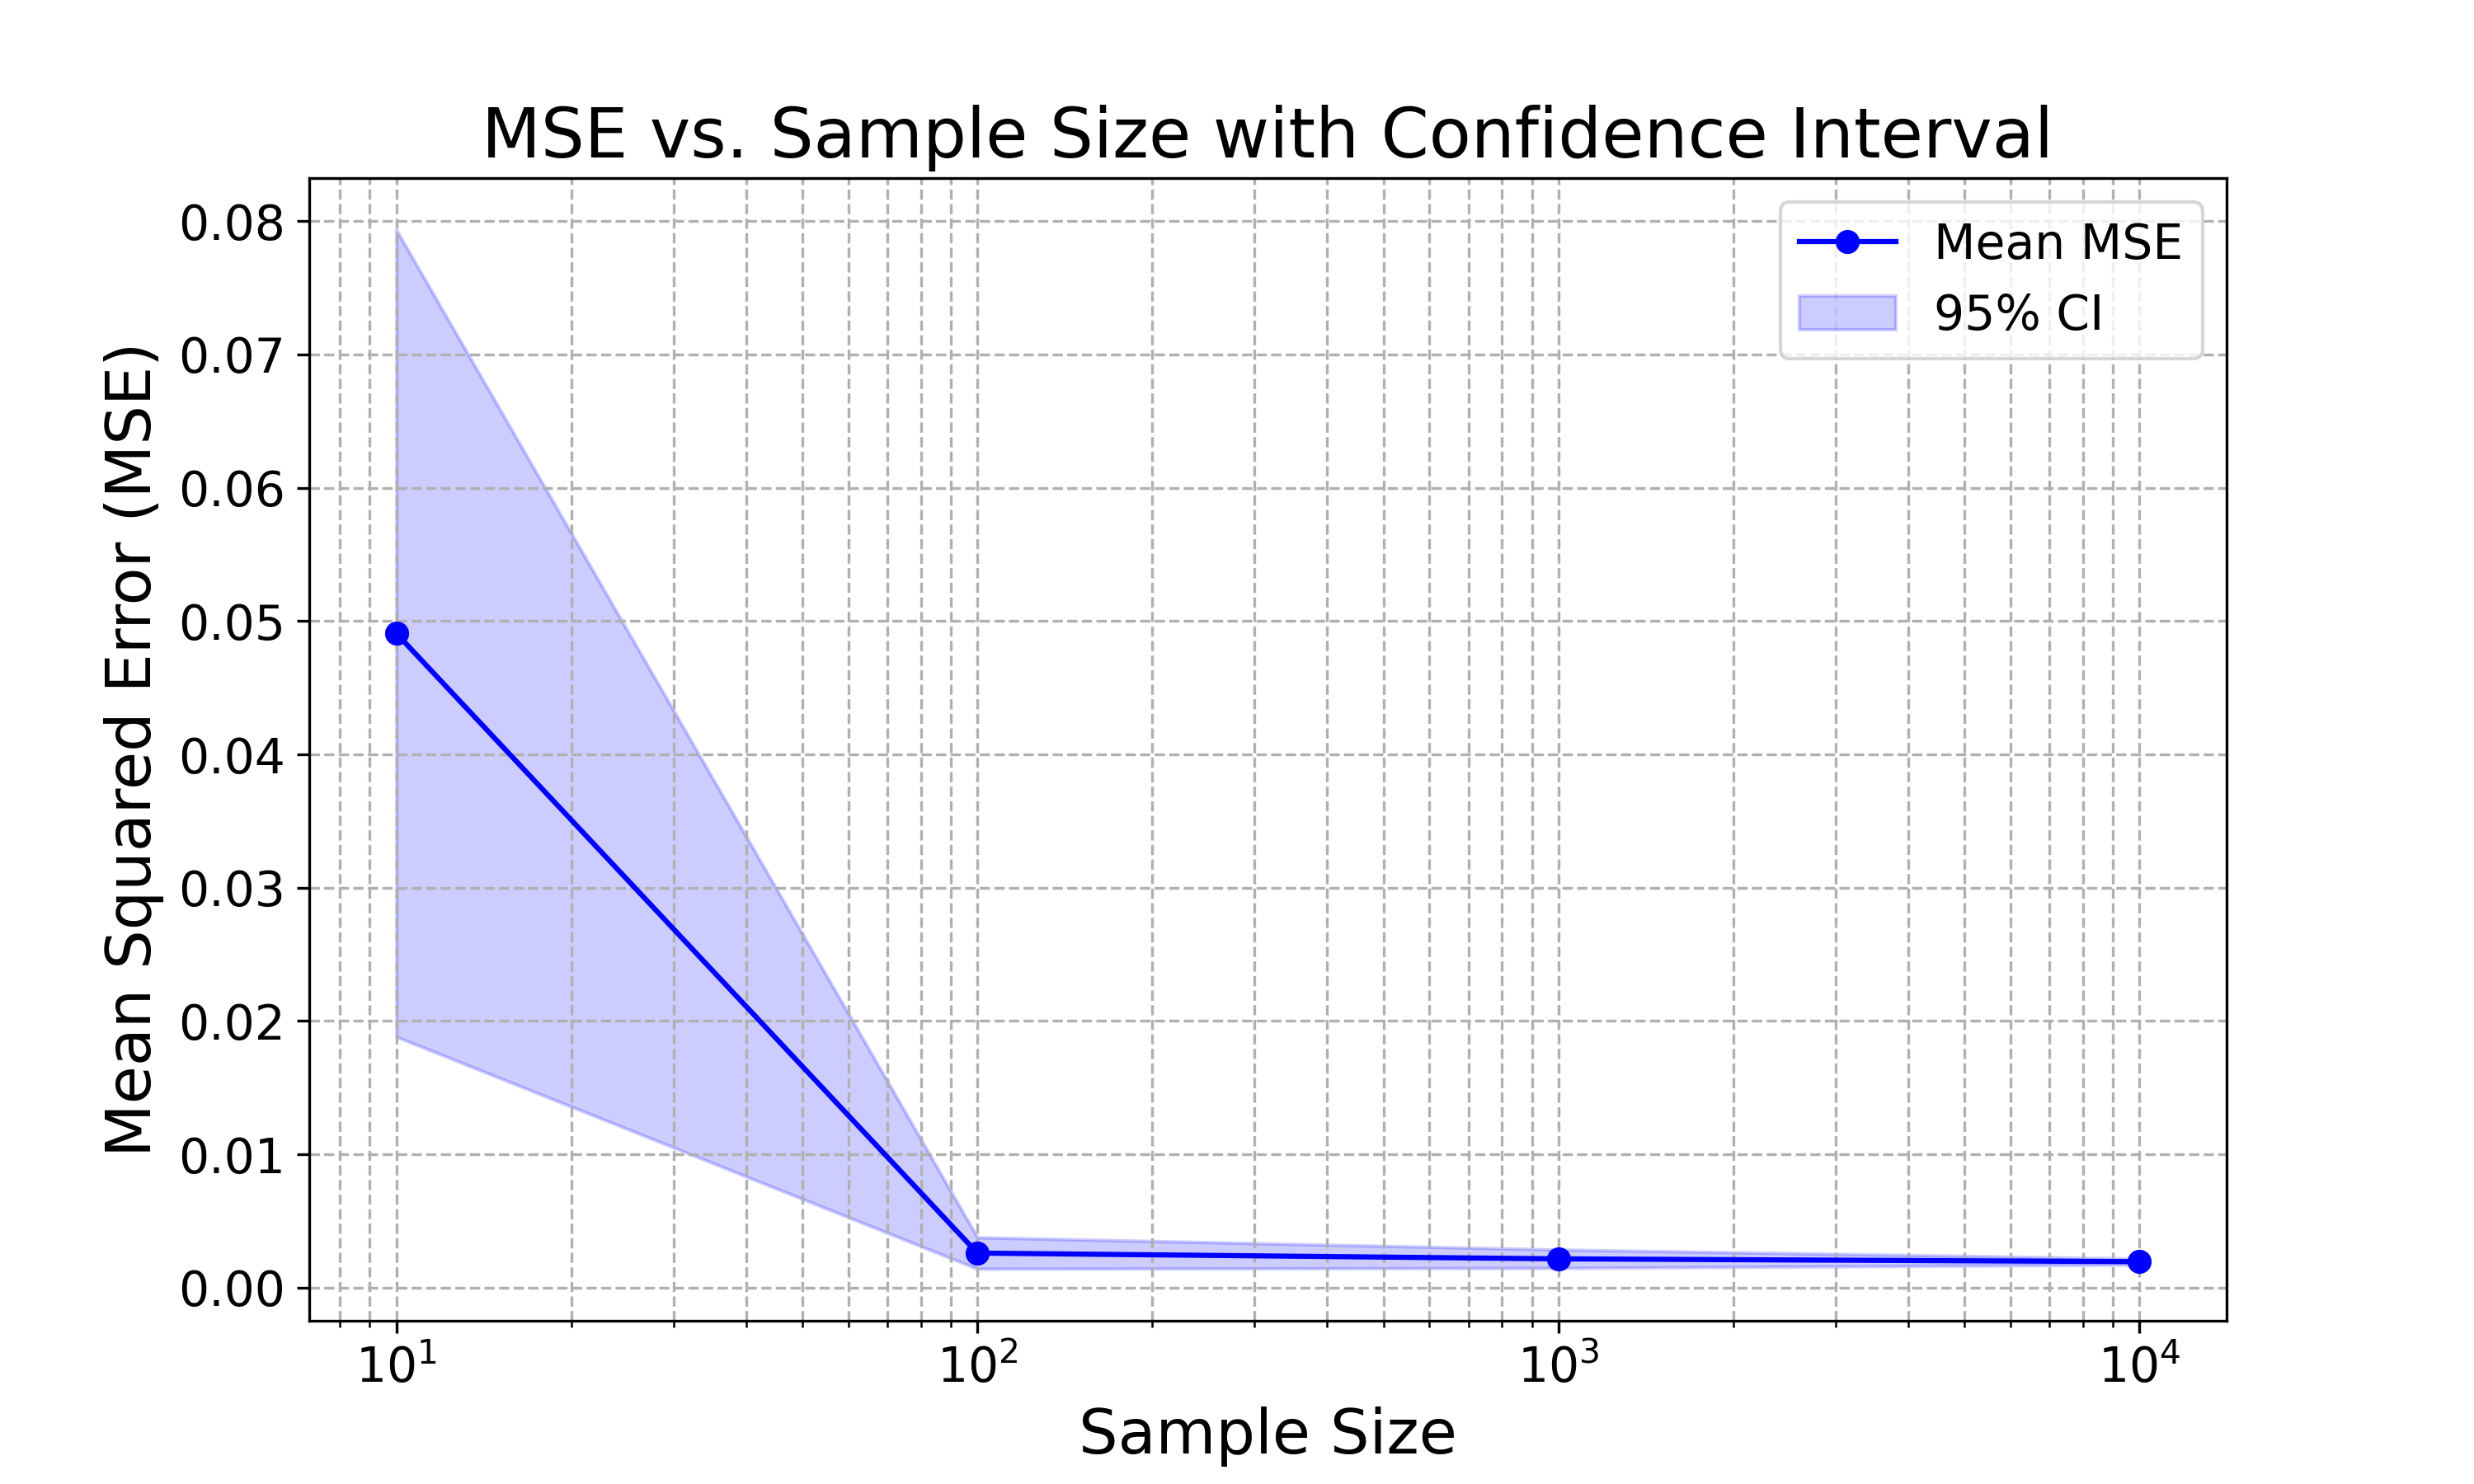 MSE vs. Sample Size with Confidence Interval
Mean MSE
95% CI
Mean Squared Error (MSE)
0.08
0.07
0.06
0.05
0.04
0.03
0.02
0.01
0.00
10¹ 10² 10³ 10⁴
Sample Size